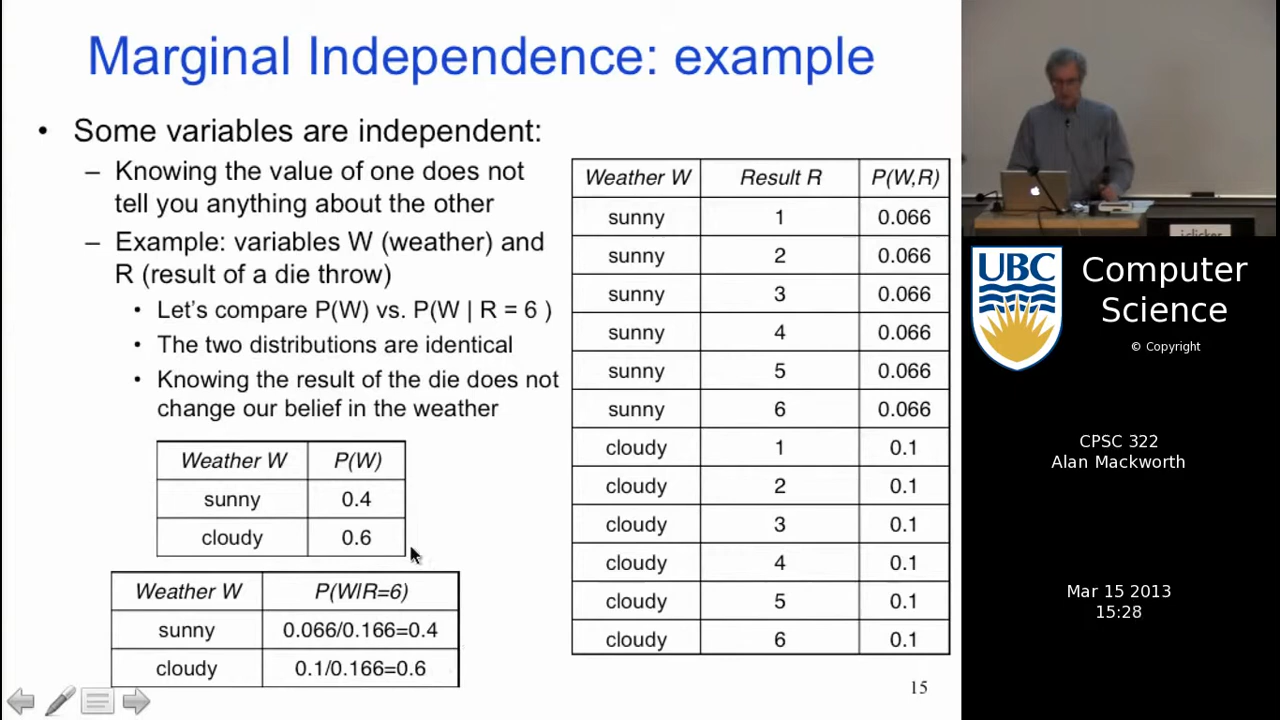 Marginal Independence: example
• Some variables are independent:
– Knowing the value of one does not
tell you anything about the other
– Example: variables W (weather) and
R (result of a die throw)
• Let's compare P(W) vs. P(W | R = 6 )
• The two distributions are identical
• Knowing the result of the die does not
change our belief in the weather
Weather W P(W)
sunny 0.4
cloudy 0.6
Weather W P(W|R=6)
sunny 0.066/0.166=0.4
cloudy 0.1/0.166=0.6
Weather W Result R P(W,R)
sunny 1 0.066
sunny 2 0.066
sunny 3 0.066
sunny 4 0.066
sunny 5 0.066
sunny 6 0.066
cloudy 1 0.1
cloudy 2 0.1
cloudy 3 0.1
cloudy 4 0.1
cloudy 5 0.1
cloudy 6 0.1
15
i clicker
UBC
Computer
Science
© Copyright
CPSC 322
Alan Mackworth
Mar 15 2013
15:28